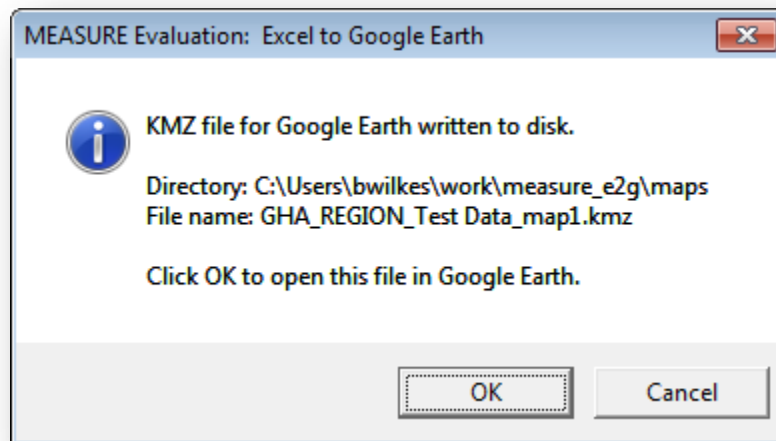 MEASURE Evaluation: Excel to Google Earth
KMZ file for Google Earth written to disk.
Directory: C:\Users\bwilkes\work\measure_e2g\maps
File name: GHA_REGION_Test Data_map1.kmz
Click OK to open this file in Google Earth.
OK
Cancel